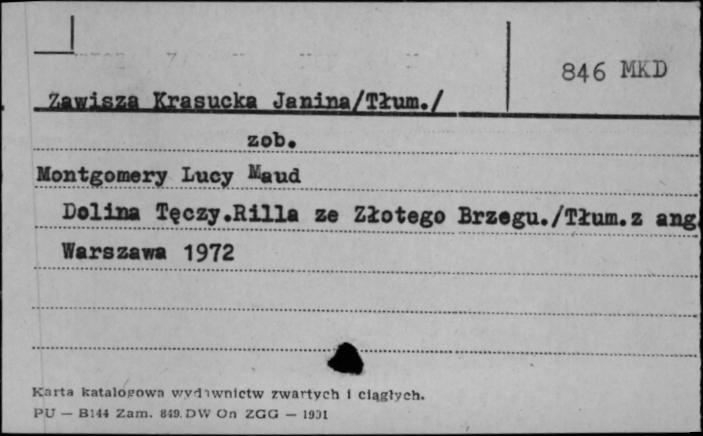 846 MKD
Zawisza Krasucka Janina/Tłum./
zob.
Montgomery Lucy Maud
Dolina Tęczy.Rilla ze Złotego Brzegu./Tłum.z ang
Warszawa 1972
Karta katalogowa wydawnictw zwartych i ciągłych.
PU — B144 Zam. 849. DW On ZGG — 1931